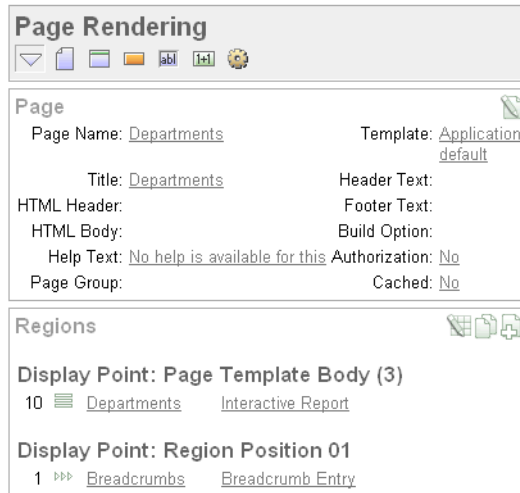 Page Rendering
abl 1+1
Page
Page Name: Departments Template: Application default
Title: Departments Header Text:
HTML Header: Footer Text:
HTML Body: Build Option:
Help Text: No help is available for this Authorization: No
Page Group: Cached: No
Regions
Display Point: Page Template Body (3)
10 Departments Interactive Report
Display Point: Region Position 01
1 Breadcrumbs Breadcrumb Entry